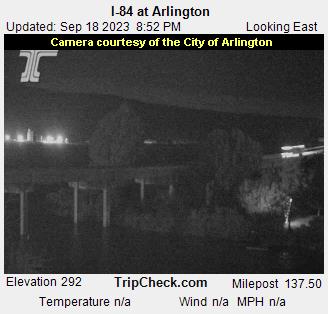 I-84 at Arlington
Updated: Sep 18 2023 8:52 PM Looking East
Camera courtesy of the City of Arlington
Elevation 292 TripCheck.com Milepost 137.50
Temperature n/a Wind n/a MPH n/a